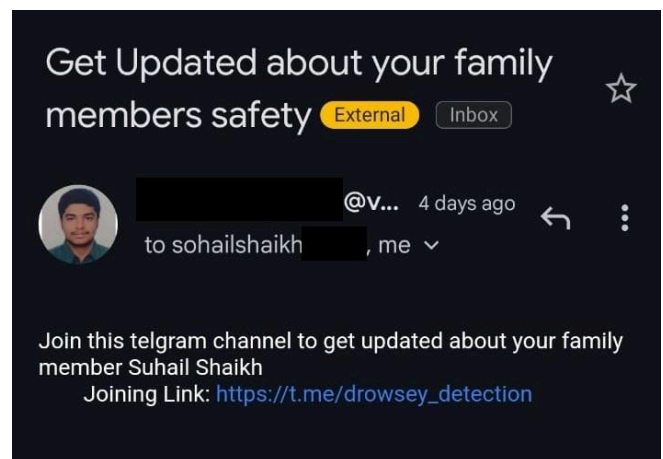 Get Updated about your family
members safety External Inbox
@v... 4 days ago
to sohailshaikh , me
Join this telgram channel to get updated about your family
member Suhail Shaikh
Joining Link: https://t.me/drowsey_detection